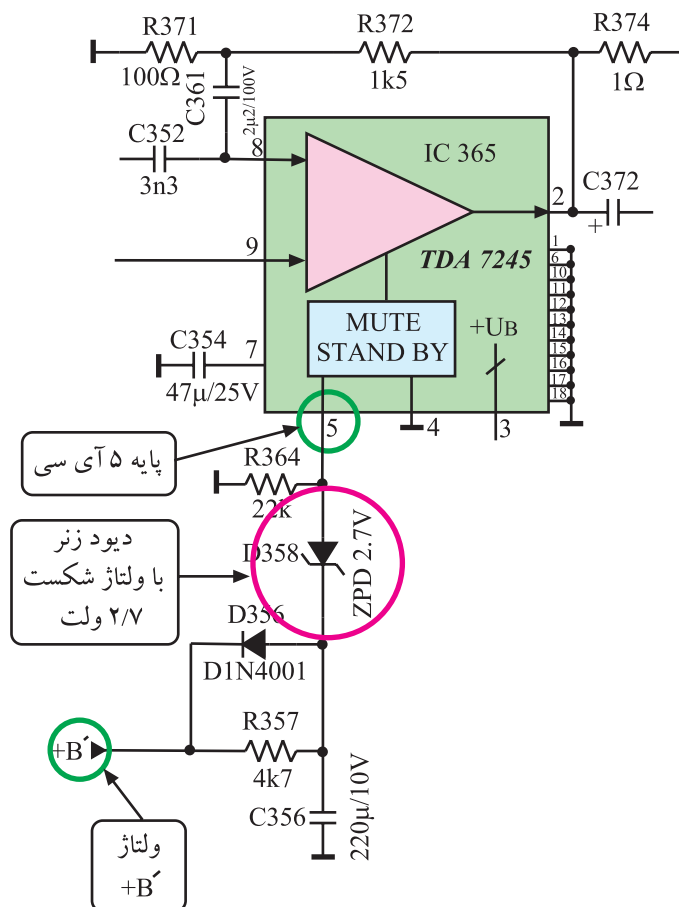 R371
R372
R374
100Ω
1k5
1Ω
C361
2µ2/100V
C352
3n3
8
IC 365
C372
2
+
9
TDA 7245
1
6
10
11
12
13
14
15
16
17
18
MUTE
STAND BY
+UB
C354
7
47µ/25V
5
4
3
پایه ۵ آی سی
R364
22k
دیود زنر
با ولتاژ شکست
۲/۷ ولت
D358
ZPD 2.7V
D356
D1N4001
R357
+B′
4k7
C356
220µ/10V
ولتاژ
+B′